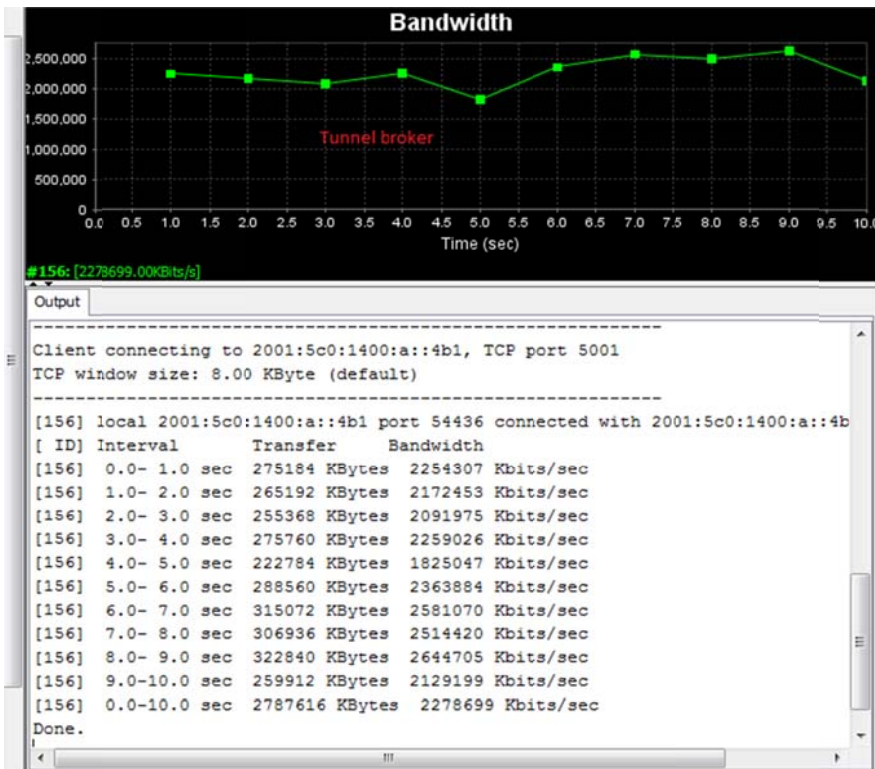 Bandwidth
2,500,000
2,000,000
1,500,000
1,000,000
500,000
0
Tunnel broker
0.0 0.5 1.0 1.5 2.0 2.5 3.0 3.5 4.0 4.5 5.0 5.5 6.0 6.5 7.0 7.5 8.0 8.5 9.0 9.5 10.0
Time (sec)
#156: [2278699.00KBits/s]
Output
------------------------------------------------------------
Client connecting to 2001:5c0:1400:a::4b1, TCP port 5001
TCP window size: 8.00 KByte (default)
------------------------------------------------------------
[156] local 2001:5c0:1400:a::4b1 port 54436 connected with 2001:5c0:1400:a::4b
[ ID] Interval Transfer Bandwidth
[156] 0.0- 1.0 sec 275184 KBytes 2254307 Kbits/sec
[156] 1.0- 2.0 sec 265192 KBytes 2172453 Kbits/sec
[156] 2.0- 3.0 sec 255368 KBytes 2091975 Kbits/sec
[156] 3.0- 4.0 sec 275760 KBytes 2259026 Kbits/sec
[156] 4.0- 5.0 sec 222784 KBytes 1825047 Kbits/sec
[156] 5.0- 6.0 sec 288560 KBytes 2363884 Kbits/sec
[156] 6.0- 7.0 sec 315072 KBytes 2581070 Kbits/sec
[156] 7.0- 8.0 sec 306936 KBytes 2514420 Kbits/sec
[156] 8.0- 9.0 sec 322840 KBytes 2644705 Kbits/sec
[156] 9.0-10.0 sec 259912 KBytes 2129199 Kbits/sec
[156] 0.0-10.0 sec 2787616 KBytes 2278699 Kbits/sec
Done.